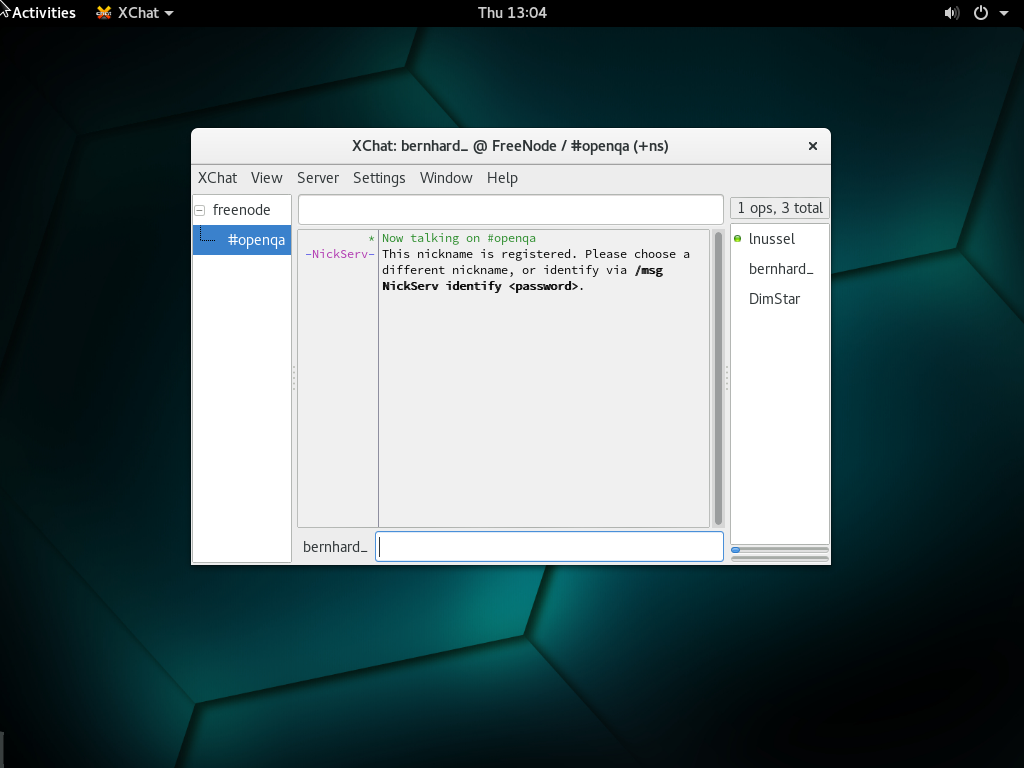 Activities XChat Thu 13:04
XChat: bernhard_ @ FreeNode / #openqa (+ns)
XChat View Server Settings Window Help
freenode
#openqa
1 ops, 3 total
* Now talking on #openqa
-NickServ- This nickname is registered. Please choose a
different nickname, or identify via /msg
NickServ identify <password>.
lnussel
bernhard_
DimStar
bernhard_